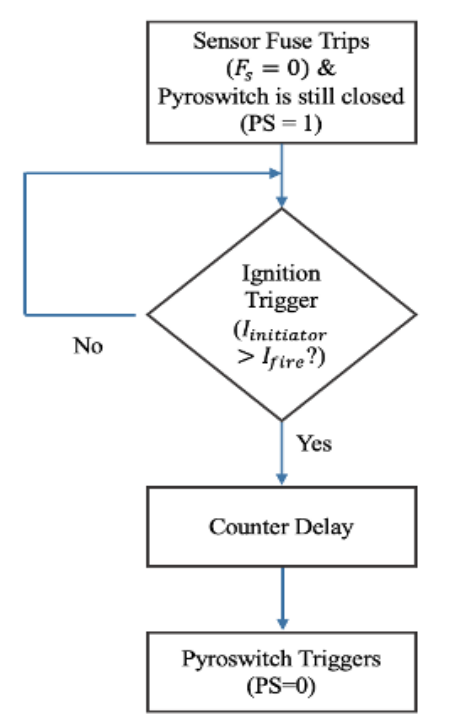 Sensor Fuse Trips
(Fₛ = 0) &
Pyroswitch is still closed
(PS = 1)
Ignition
Trigger
(I_initiator
> I_fire?)
No
Yes
Counter Delay
Pyroswitch Triggers
(PS=0)